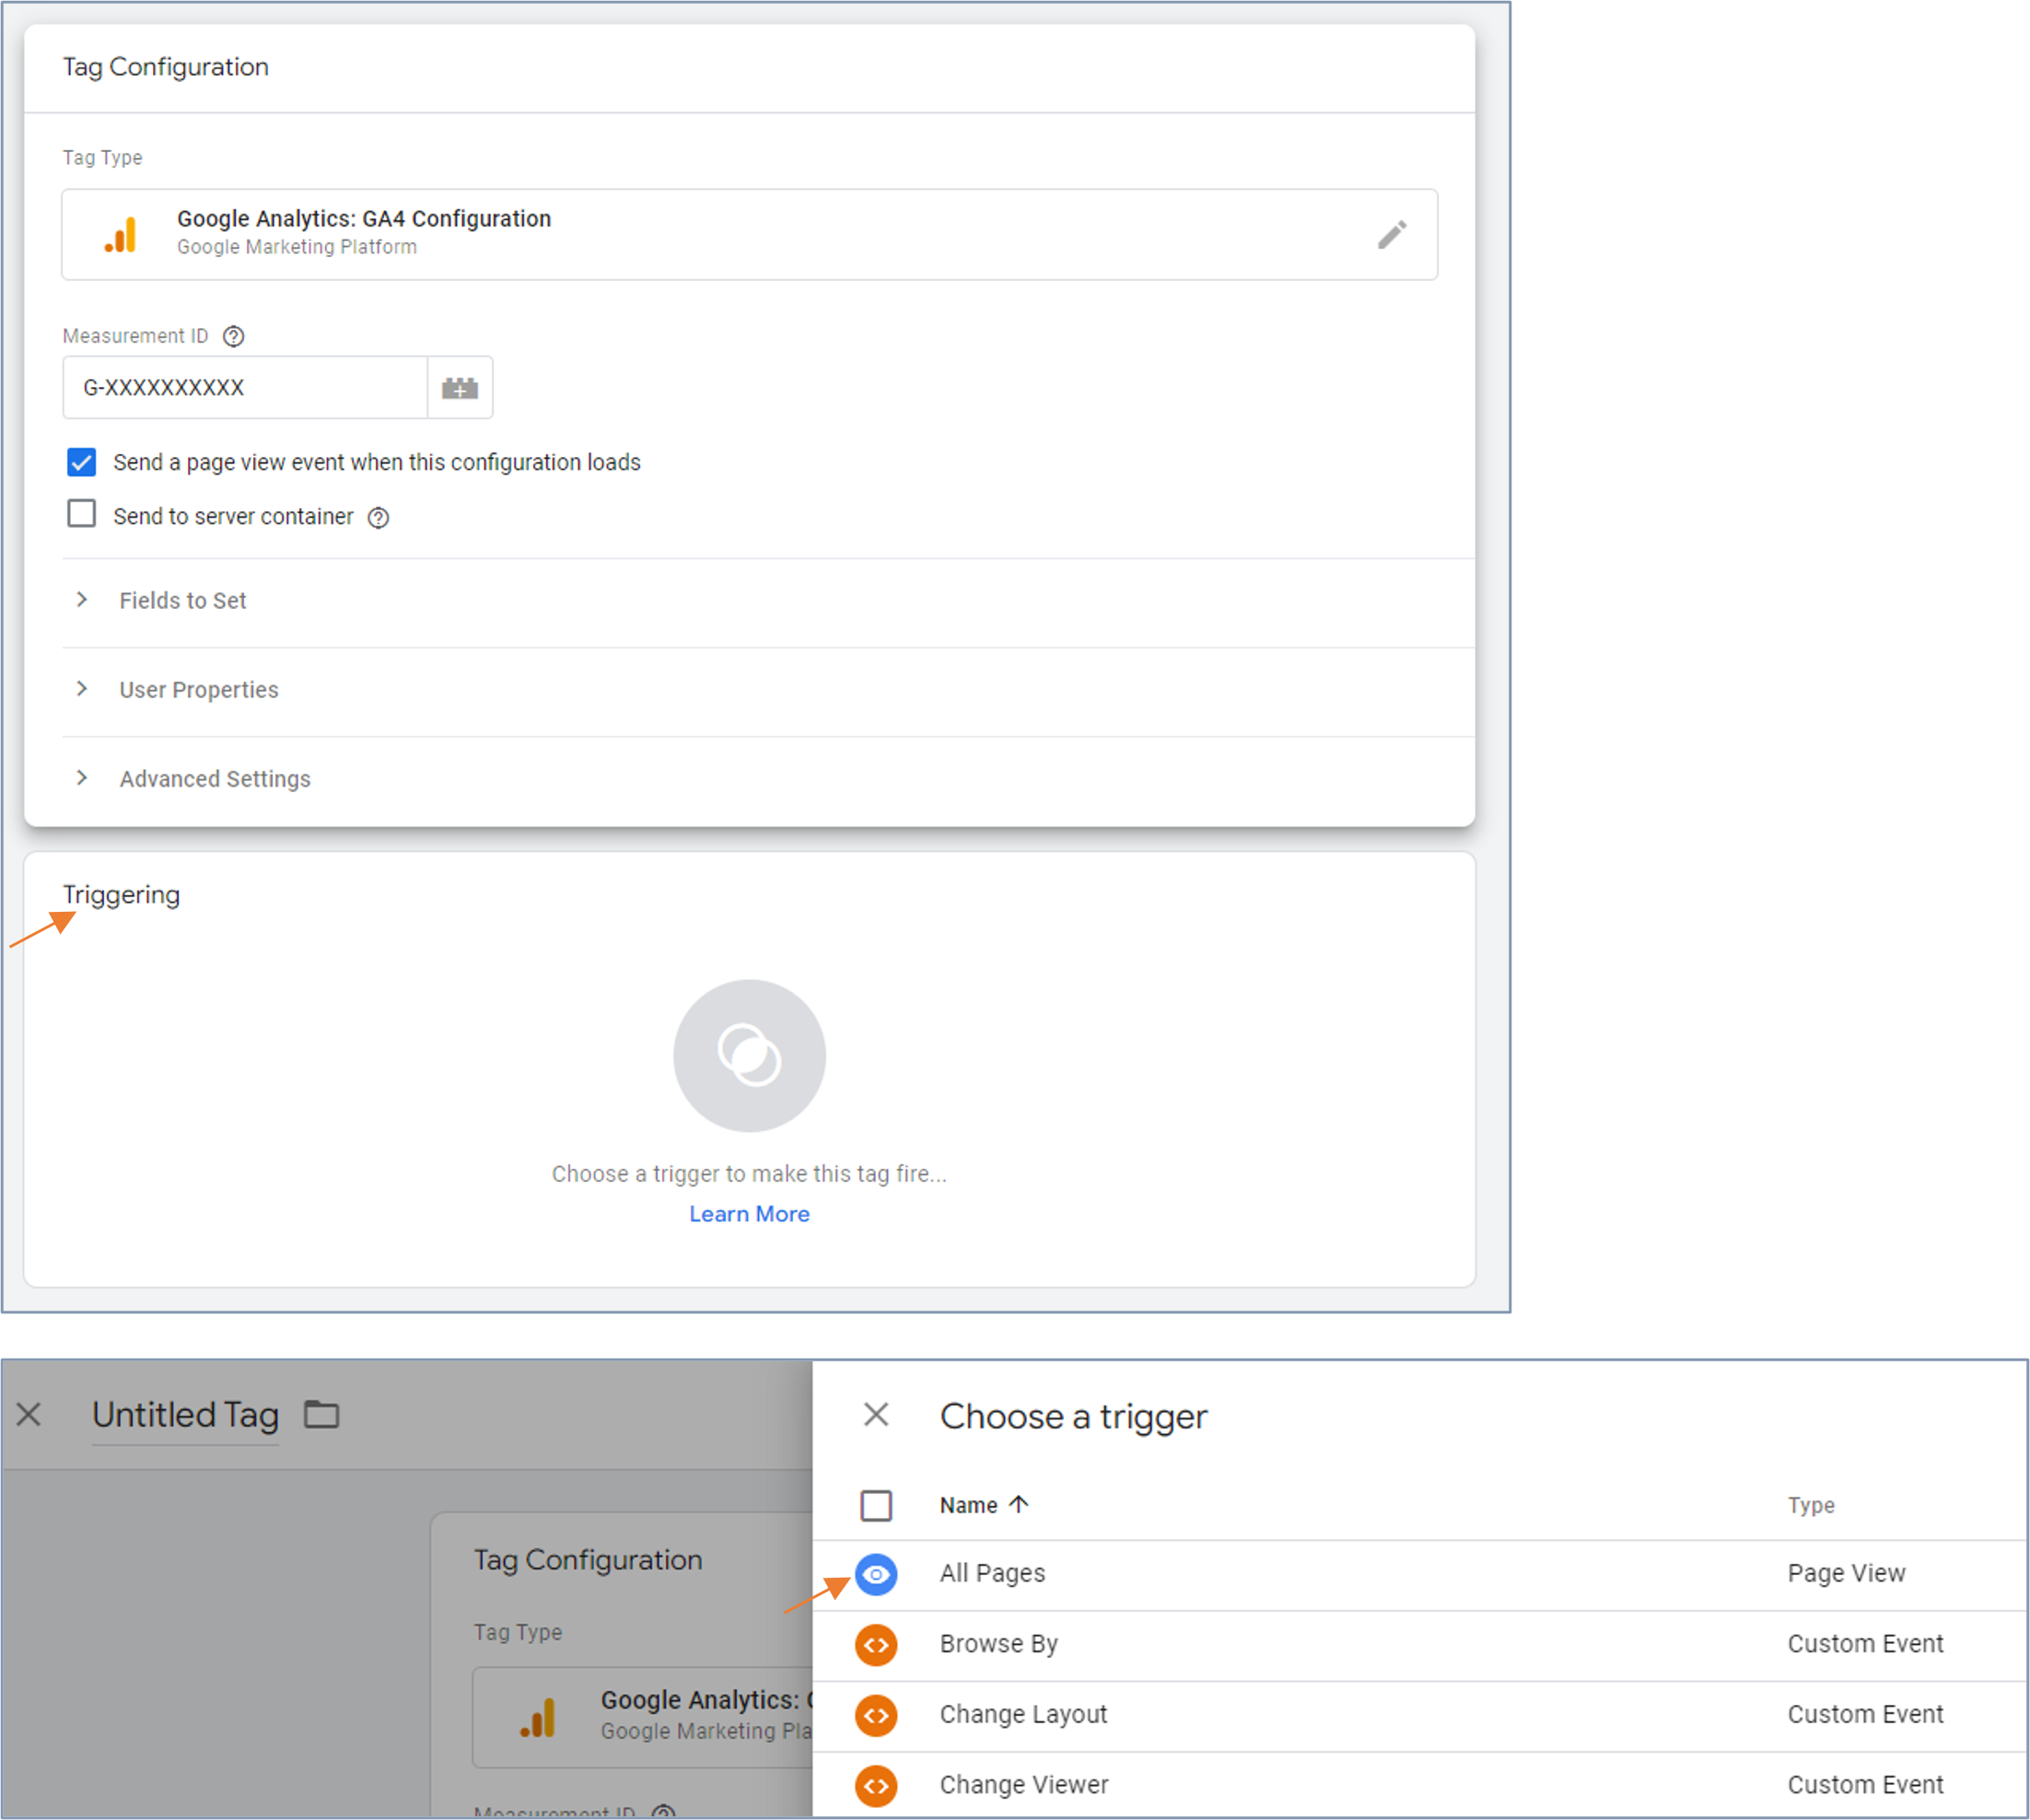 Tag Configuration
Tag Type
Google Analytics: GA4 Configuration
Google Marketing Platform
Measurement ID
G-XXXXXXXXXX
Send a page view event when this configuration loads
Send to server container
Fields to Set
User Properties
Advanced Settings
Triggering
Choose a trigger to make this tag fire...
Learn More
Untitled Tag
Choose a trigger
Name Type
All Pages Page View
Browse By Custom Event
Change Layout Custom Event
Change Viewer Custom Event
Tag Configuration
Tag Type
Google Analytics:
Google Marketing Pla
Measurement ID